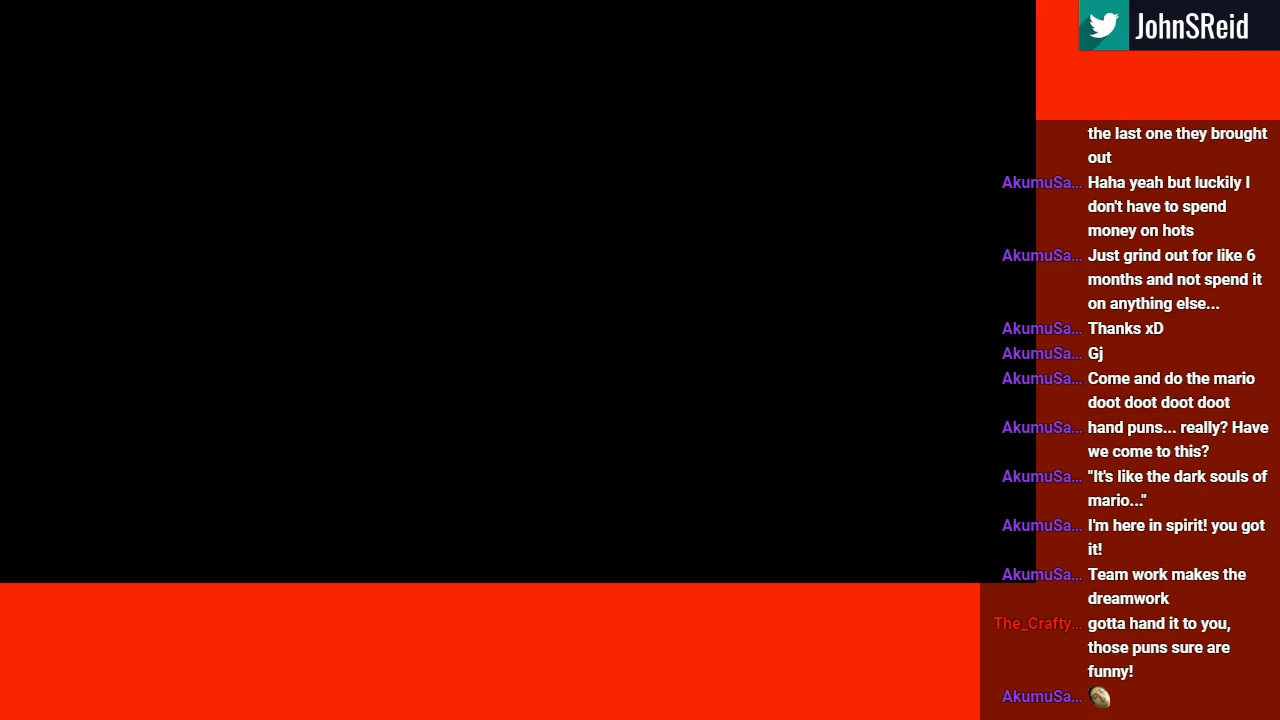 JohnSReid
the last one they brought
out
AkumuSa... Haha yeah but luckily I
don't have to spend
money on hots
AkumuSa... Just grind out for like 6
months and not spend it
on anything else...
AkumuSa... Thanks xD
AkumuSa... Gj
AkumuSa... Come and do the mario
doot doot doot doot
AkumuSa... hand puns... really? Have
we come to this?
AkumuSa... "It's like the dark souls of
mario..."
AkumuSa... I'm here in spirit! you got
it!
AkumuSa... Team work makes the
dreamwork
The_Crafty... gotta hand it to you,
those puns sure are
funny!
AkumuSa...